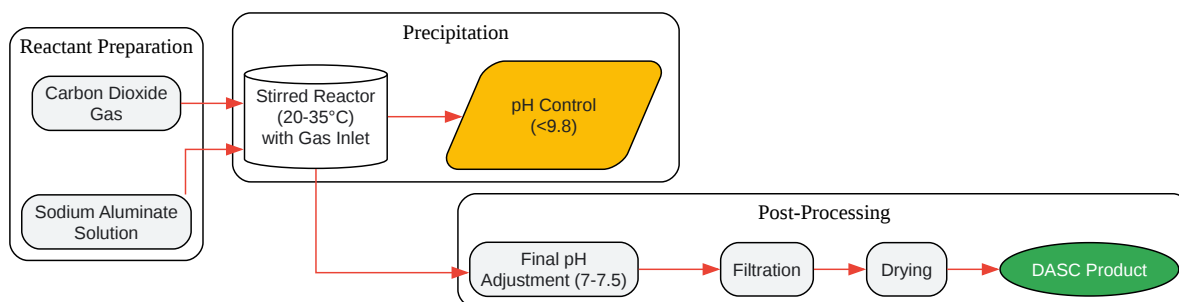 Reactant Preparation
Carbon Dioxide
Gas
Sodium Aluminate
Solution
Precipitation
Stirred Reactor
(20-35°C)
with Gas Inlet
pH Control
(<9.8)
Post-Processing
Final pH
Adjustment (7-7.5)
Filtration
Drying
DASC Product